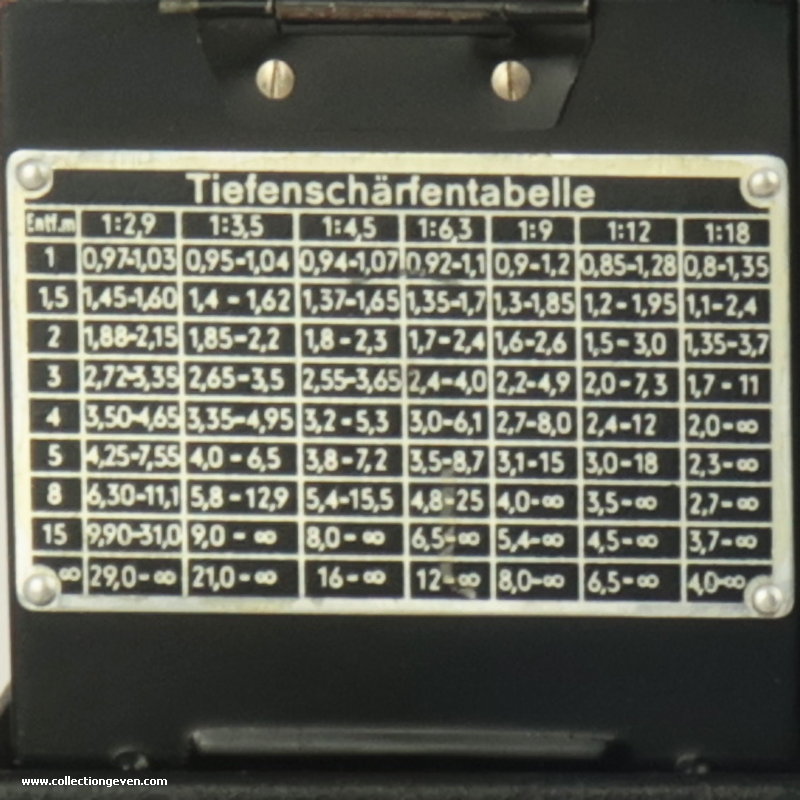 Tiefenschärfentabelle
Entf.m 1:2,9 1:3,5 1:4,5 1:6,3 1:9 1:12 1:18
1 0,97-1,03 0,95-1,04 0,94-1,07 0,92-1,1 0,9-1,2 0,85-1,28 0,8-1,35
1,5 1,45-1,60 1,4-1,62 1,37-1,65 1,35-1,7 1,3-1,85 1,2-1,95 1,1-2,4
2 1,88-2,15 1,85-2,2 1,8-2,3 1,7-2,4 1,6-2,6 1,5-3,0 1,35-3,7
3 2,72-3,35 2,65-3,5 2,55-3,65 2,4-4,0 2,2-4,9 2,0-7,3 1,7-11
4 3,50-4,65 3,35-4,95 3,2-5,3 3,0-6,1 2,7-8,0 2,4-12 2,0-∞
5 4,25-7,55 4,0-6,5 3,8-7,2 3,5-8,7 3,1-15 3,0-18 2,3-∞
8 6,30-11,1 5,8-12,9 5,4-15,5 4,8-25 4,0-∞ 3,5-∞ 2,7-∞
15 9,90-31,0 9,0-∞ 8,0-∞ 6,5-∞ 5,4-∞ 4,5-∞ 3,7-∞
∞ 29,0-∞ 21,0-∞ 16-∞ 12-∞ 8,0-∞ 6,5-∞ 4,0-∞
www.collectiongeven.com